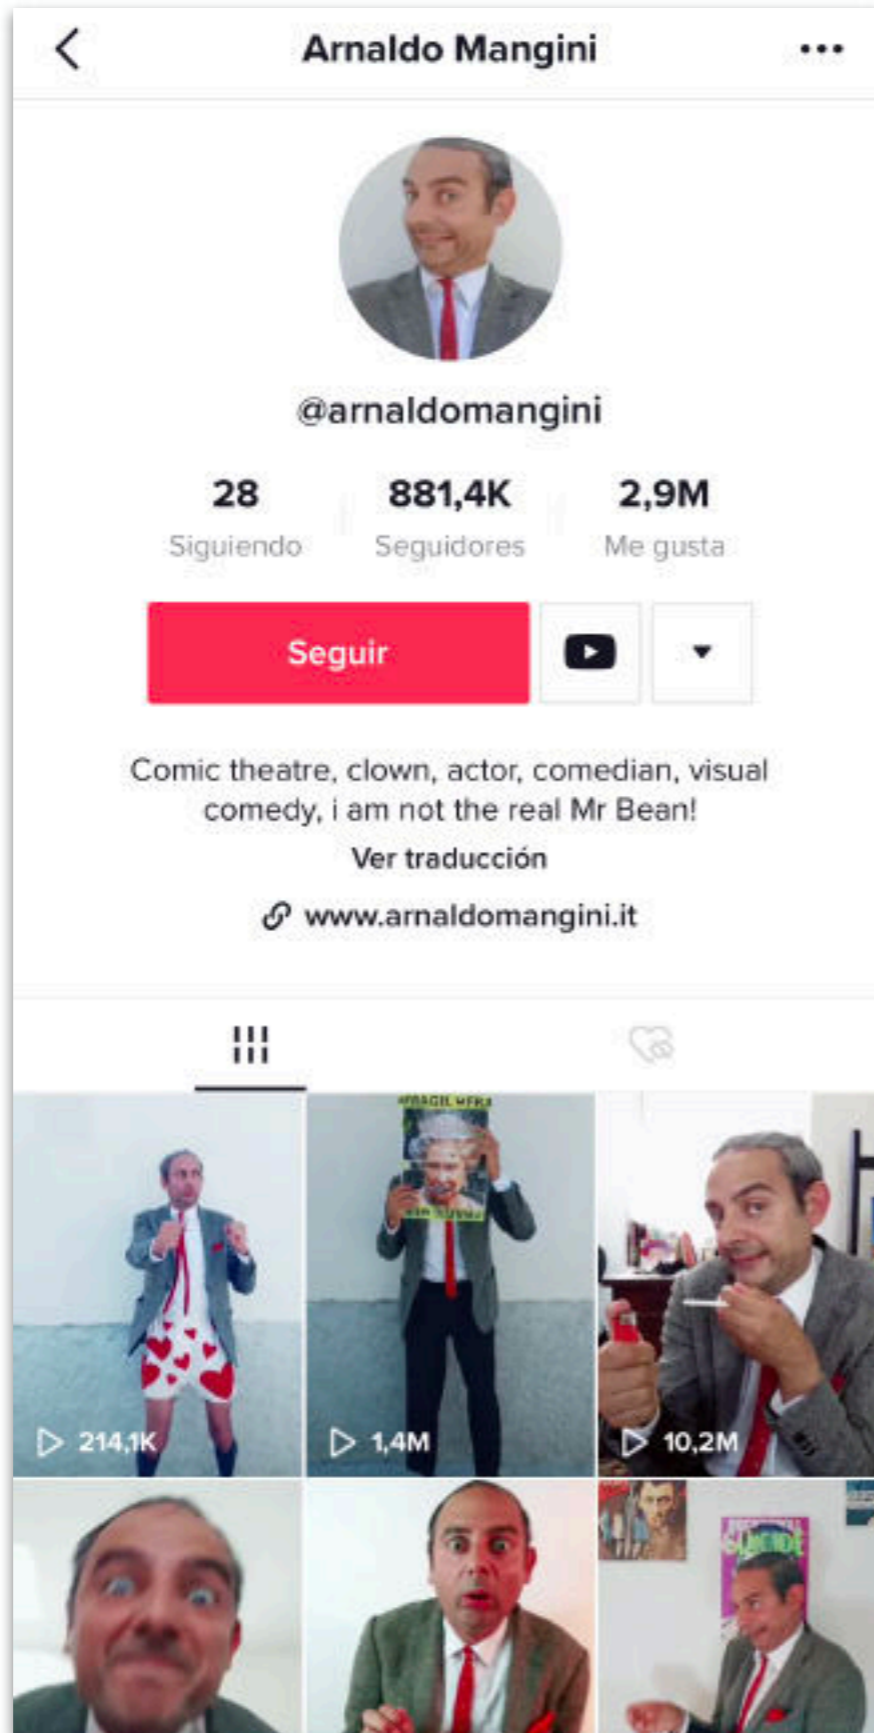 Arnaldo Mangini
@arnaldomangini
28 881,4K 2,9M
Siguiendo Seguidores Me gusta
Seguir
Comic theatre, clown, actor, comedian, visual
comedy, i am not the real Mr Bean!
Ver traducción
www.arnaldomangini.it
214,1K 1,4M 10,2M